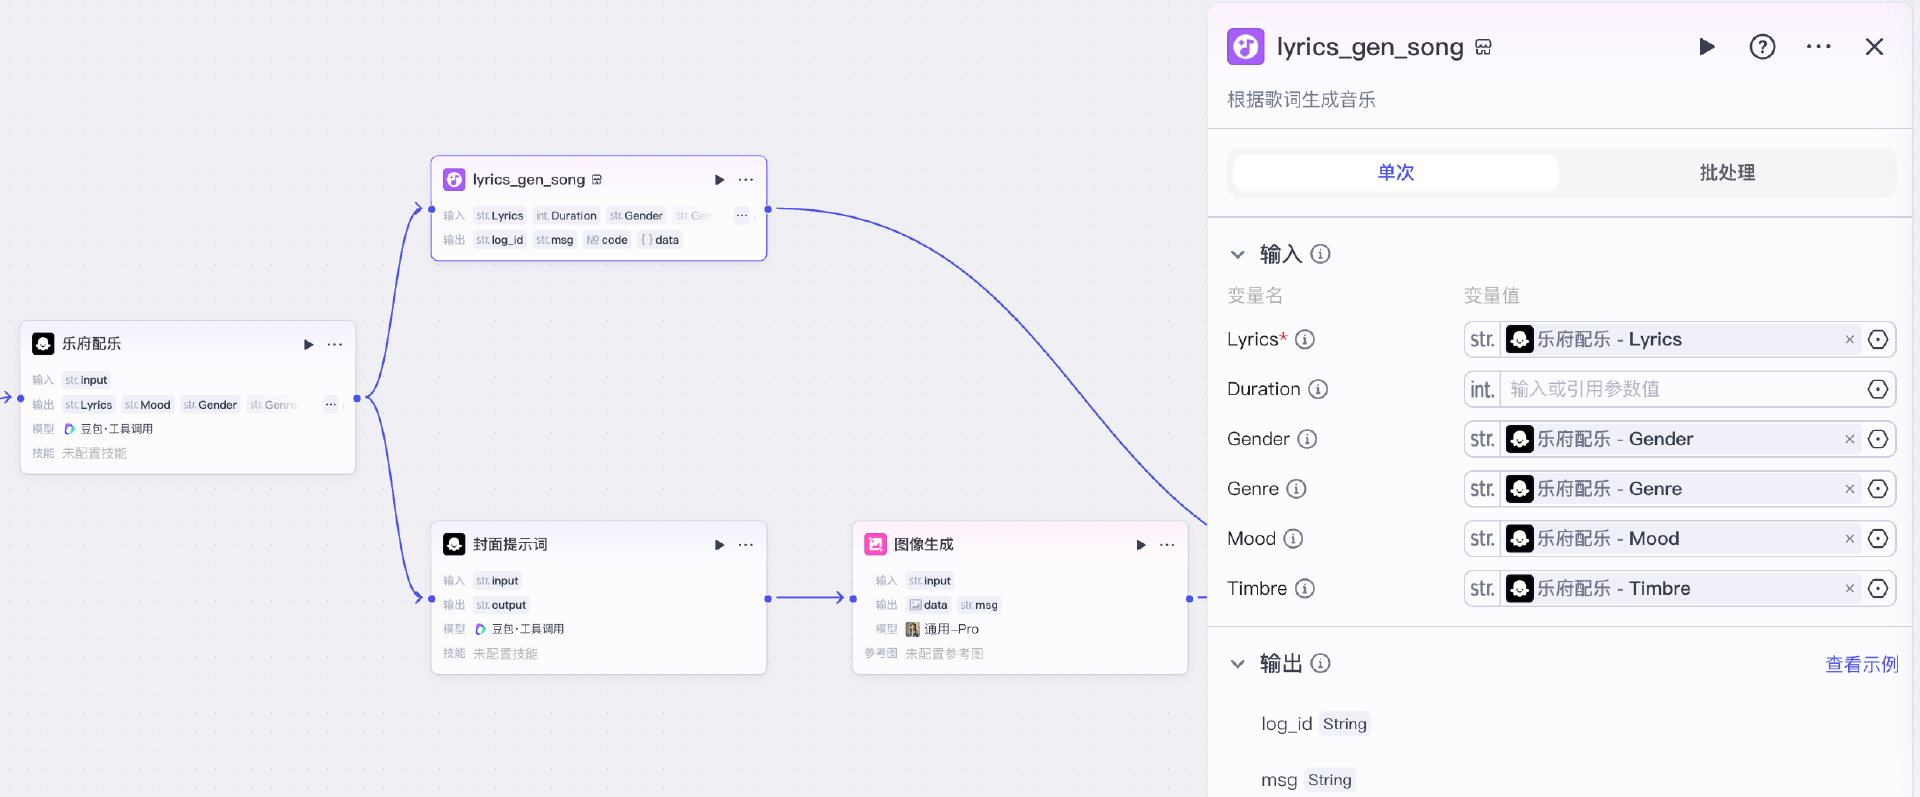 lyrics_gen_song
输入 str.Lyrics int.Duration str.Gender str.Gen ...
输出 str.log_id str.msg № code { } data
乐府配乐
输入 str.input
输出 str.Lyrics str.Mood str.Gender str.Genre ...
模型 豆包·工具调用
技能 未配置技能
封面提示词
输入 str.input
输出 str.output
模型 豆包·工具调用
技能 未配置技能
图像生成
输入 str.input
输出 data str.msg
模型 通用-Pro
参考图 未配置参考图
lyrics_gen_song
根据歌词生成音乐
单次 批处理
输入
变量名 变量值
Lyrics* str. 乐府配乐 - Lyrics
Duration int. 输入或引用参数值
Gender str. 乐府配乐 - Gender
Genre str. 乐府配乐 - Genre
Mood str. 乐府配乐 - Mood
Timbre str. 乐府配乐 - Timbre
输出 查看示例
log_id String
msg String